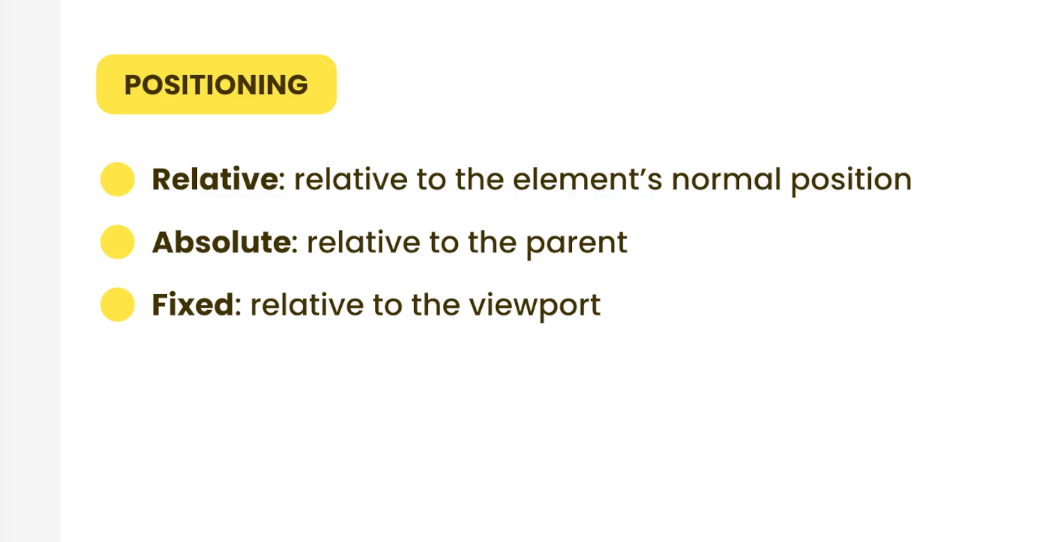 POSITIONING
Relative: relative to the element’s normal position
Absolute: relative to the parent
Fixed: relative to the viewport